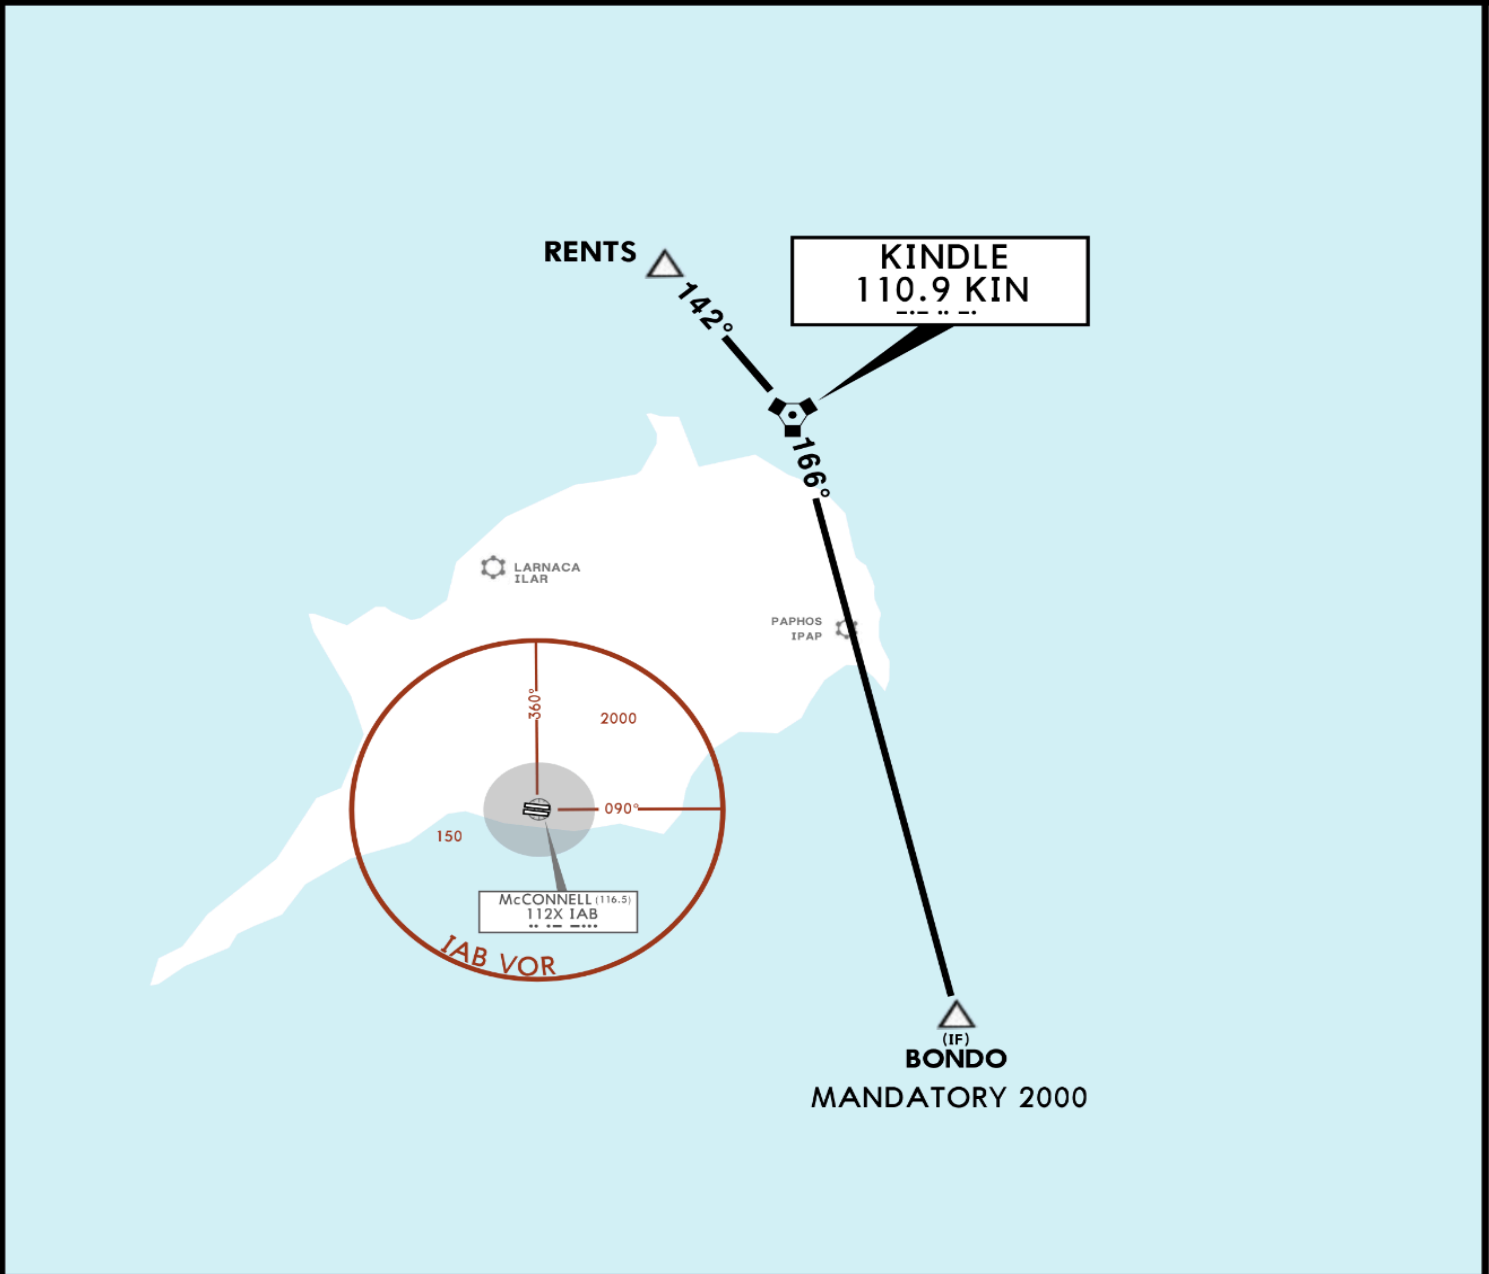 RENTS
142°
KINDLE
110.9 KIN
166°
LARNACA
ILAR
PAPHOS
IPAP
360°
2000
090°
150
McCONNELL (116.5)
112X IAB
IAB VOR
(IF)
BONDO
MANDATORY 2000